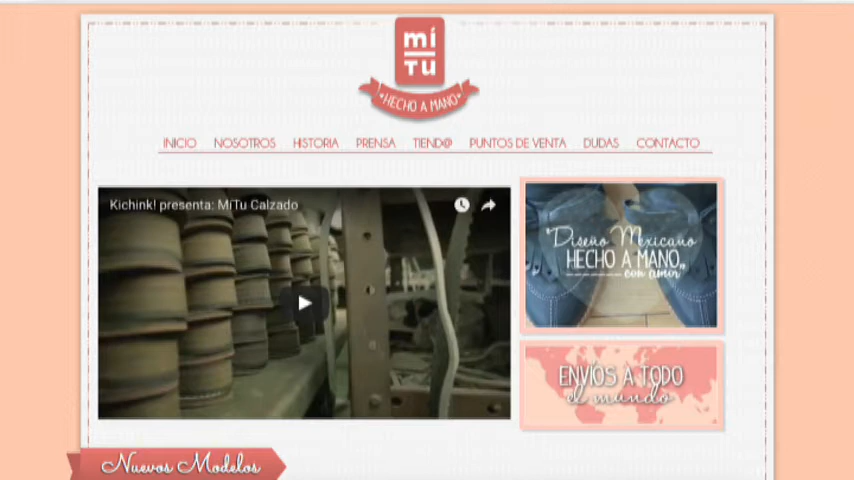 mí
TU
•HECHO A MANO•
INICIO NOSOTROS HISTORIA PRENSA TIEND@ PUNTOS DE VENTA DUDAS CONTACTO
Kichink! presenta: MiTu Calzado
"Diseño Mexicano
HECHO A MANO,
con amor"
ENVÍOS A TODO
el mundo
Nuevos Modelos